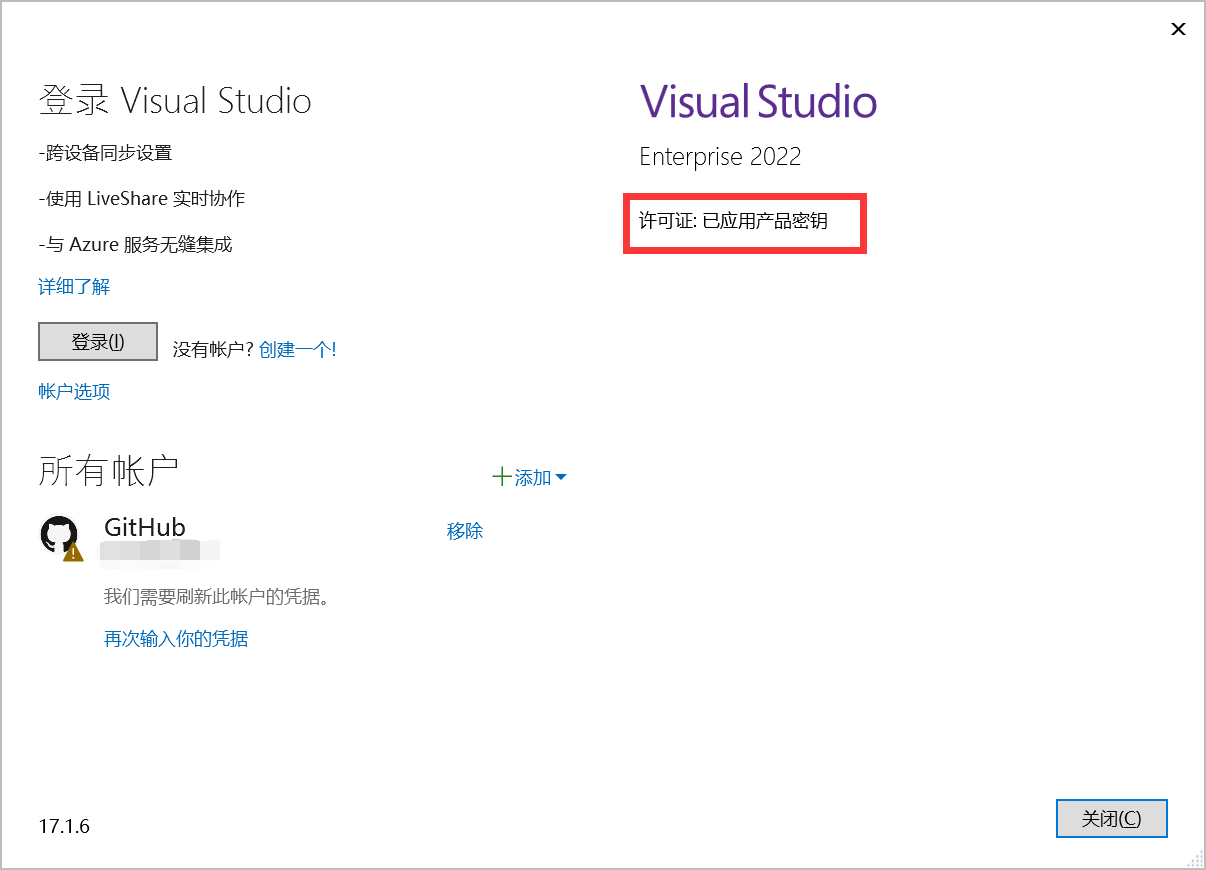 登录 Visual Studio
-跨设备同步设置
-使用 LiveShare 实时协作
-与 Azure 服务无缝集成
详细了解
登录(I)
没有帐户? 创建一个!
帐户选项
所有帐户
添加
GitHub
移除
我们需要刷新此帐户的凭据。
再次输入你的凭据
17.1.6
Visual Studio
Enterprise 2022
许可证: 已应用产品密钥
关闭(C)